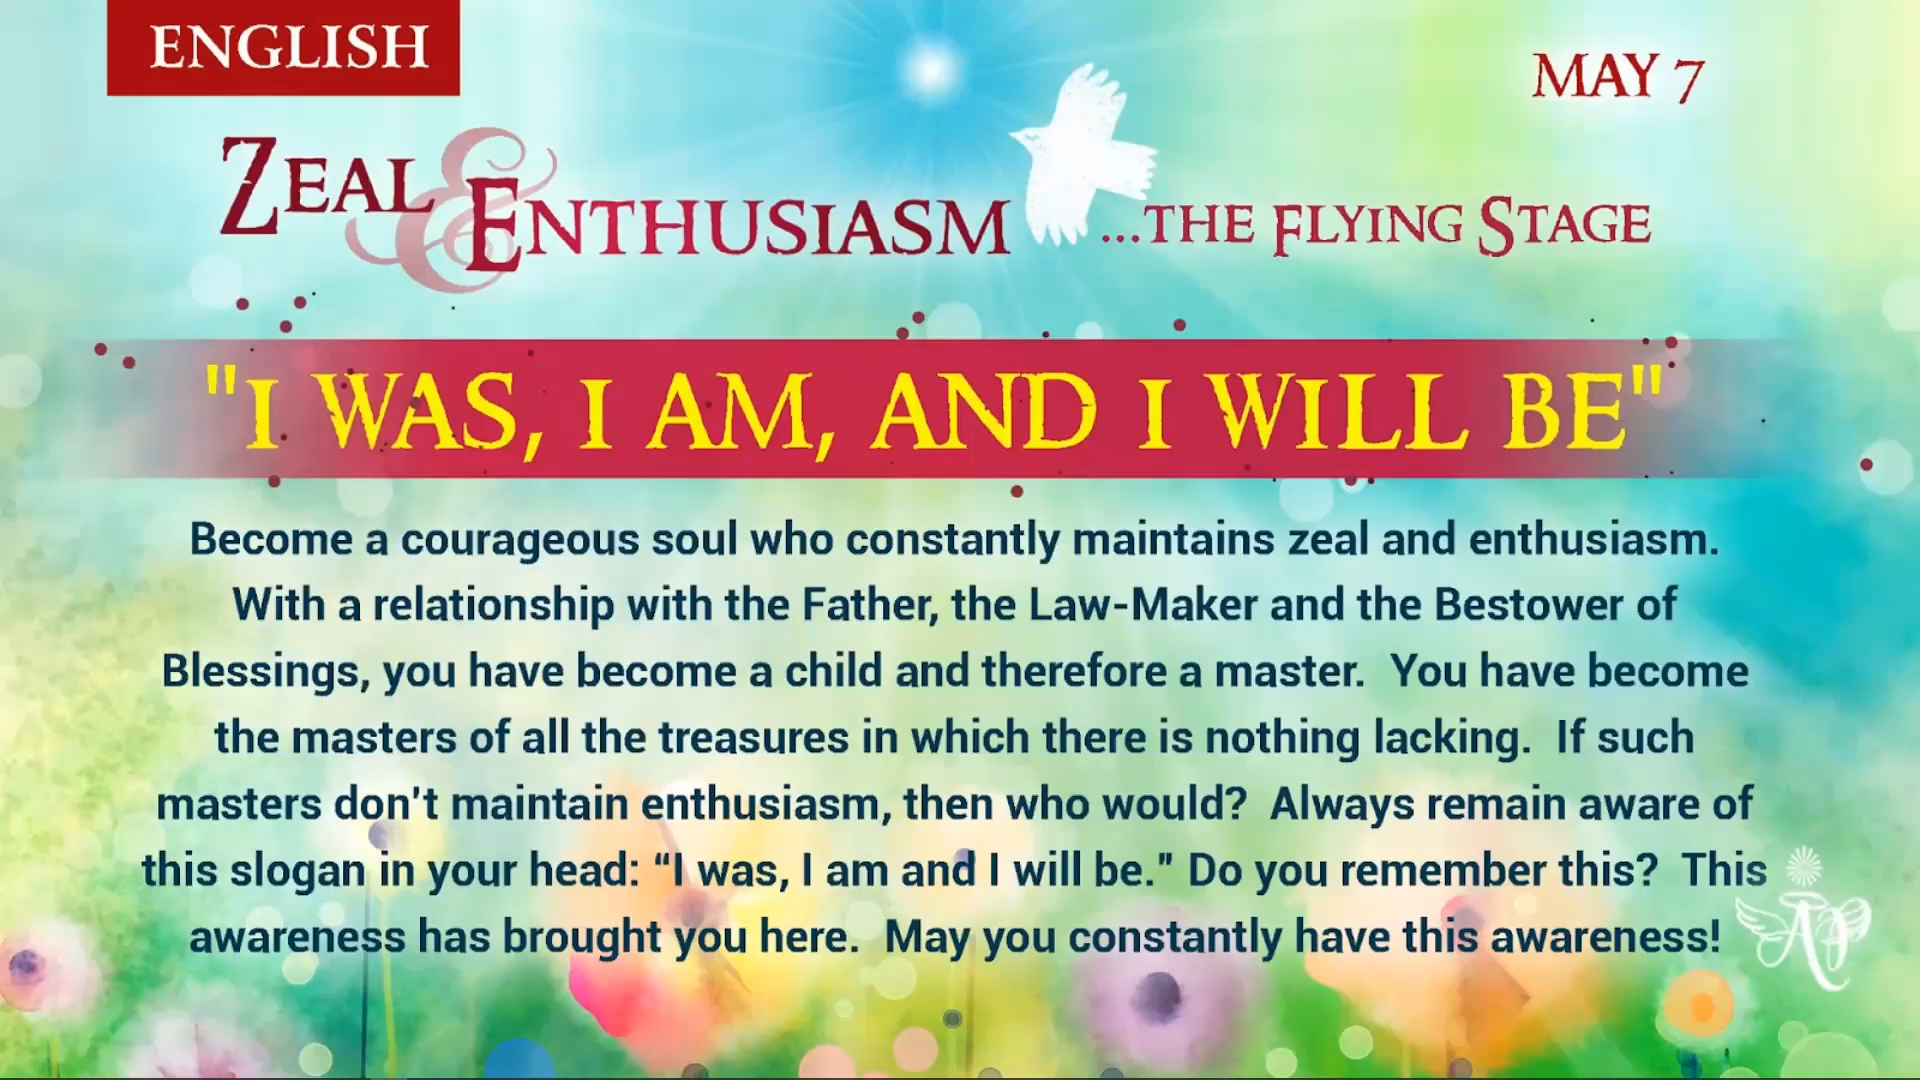 ENGLISH
MAY 7
ZEAL & ENTHUSIASM ...THE FLYING STAGE
"I WAS, I AM, AND I WILL BE"
Become a courageous soul who constantly maintains zeal and enthusiasm.
With a relationship with the Father, the Law-Maker and the Bestower of
Blessings, you have become a child and therefore a master.  You have become
the masters of all the treasures in which there is nothing lacking.  If such
masters don't maintain enthusiasm, then who would?  Always remain aware of
this slogan in your head: “I was, I am and I will be.” Do you remember this?  This
awareness has brought you here.  May you constantly have this awareness!